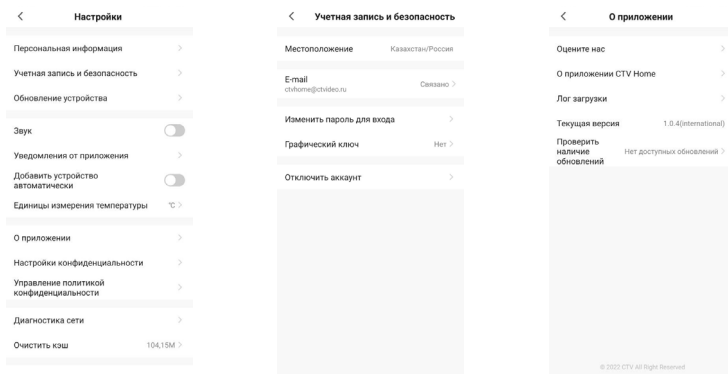 Настройки
Персональная информация
Учетная запись и безопасность
Обновление устройства
Звук
Уведомления от приложения
Добавить устройство
автоматически
Единицы измерения температуры °C
О приложении
Настройки конфиденциальности
Управление политикой
конфиденциальности
Диагностика сети
Очистить кэш 104,15M
Учетная запись и безопасность
Местоположение Казахстан/Россия
E-mail
ctvhome@ctvideo.ru
Связано
Изменить пароль для входа
Графический ключ Нет
Отключить аккаунт
О приложении
Оцените нас
О приложении CTV Home
Лог загрузки
Текущая версия 1.0.4(international)
Проверить
наличие
обновлений
Нет доступных обновлений
© 2023 CTV All Right Reserved